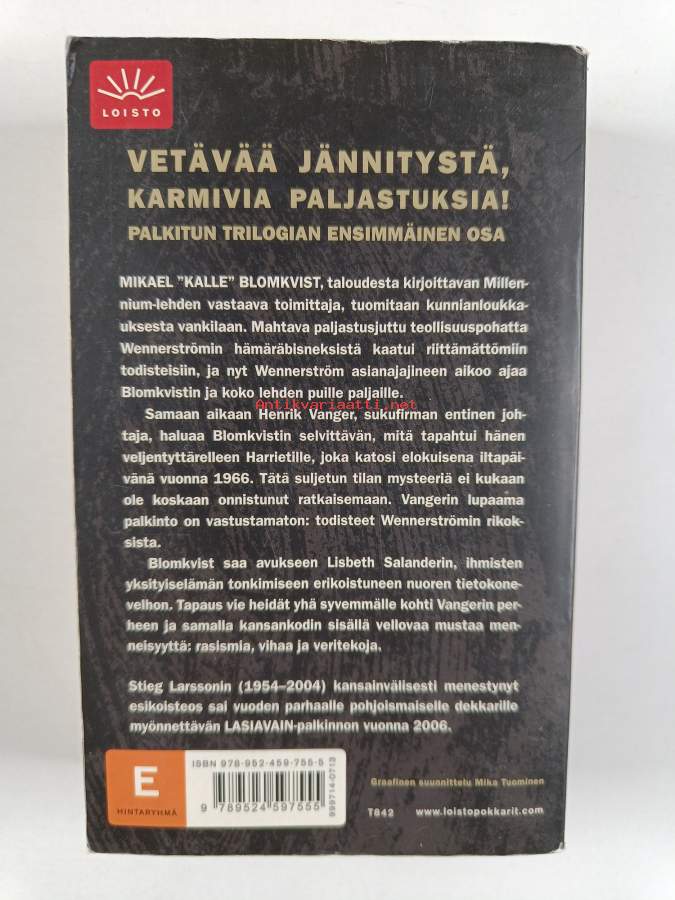 LOISTO
VETÄVÄÄ JÄNNITYSTÄ,
KARMIVIA PALJASTUKSIA!
PALKITUN TRILOGIAN ENSIMMÄINEN OSA
MIKAEL ”KALLE” BLOMKVIST, taloudesta kirjoittavan Millen-
nium-lehden vastaava toimittaja, tuomitaan kunnianloukka-
uksesta vankilaan. Mahtava paljastusjuttu teollisuuspohatta
Wennerströmin hämäräbisneksistä kaatui riittämättömiin
todisteisiin, ja nyt Wennerström asianajajineen aikoo ajaa
Blomkvistin ja koko lehden puille paljaille.
Antikvariaatti.net
Samaan aikaan Henrik Vanger, sukufirman entinen joh-
taja, haluaa Blomkvistin selvittävän, mitä tapahtui hänen
veljentyttärelleen Harrietille, joka katosi elokuisena iltapäi-
vänä vuonna 1966. Tätä suljetun tilan mysteeriä ei kukaan
ole koskaan onnistunut ratkaisemaan. Vangerin lupaama
palkinto on vastustamaton: todisteet Wennerströmin rikok-
sista.
Blomkvist saa avukseen Lisbeth Salanderin, ihmisten
yksityiselämän tonkimiseen erikoistuneen nuoren tietokone-
velhon. Tapaus vie heidät yhä syvemmälle kohti Vangerin per-
heen ja samalla kansankodin sisällä vellovaa mustaa men-
neisyyttä: rasismia, vihaa ja veritekoja.
Stieg Larssonin (1954–2004) kansainvälisesti menestynyt
esikoisteos sai vuoden parhaalle pohjoismaiselle dekkarille
myönnettävän LASIAVAIN-palkinnon vuonna 2006.
E
HINTARYHMÄ
ISBN 978-952-459-755-5
9 789524 597555
999714-0713
Graafinen suunnittelu Mika Tuominen
T842 www.loistopokkarit.com